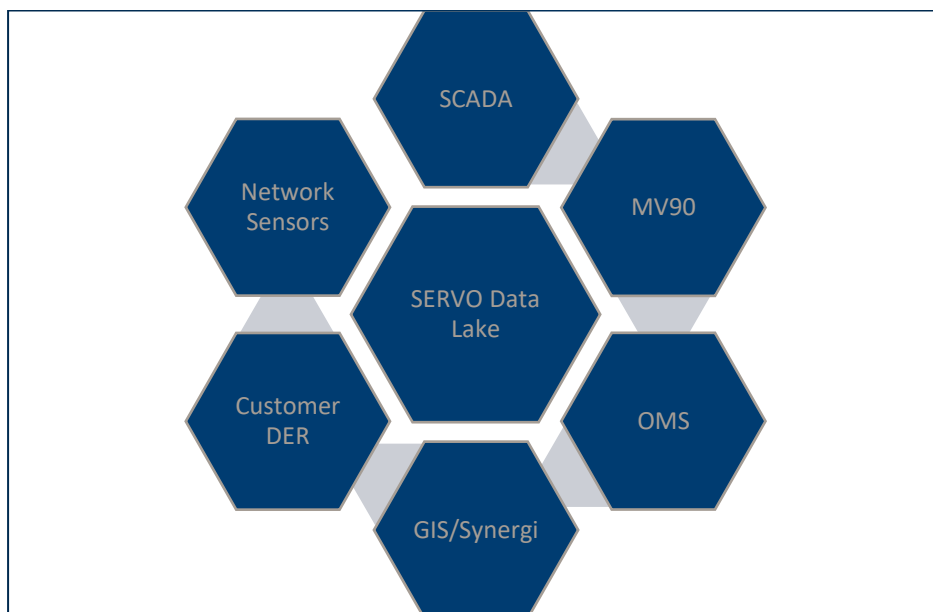 SCADA
Network
Sensors
MV90
SERVO Data
Lake
Customer
DER
OMS
GIS/Synergi